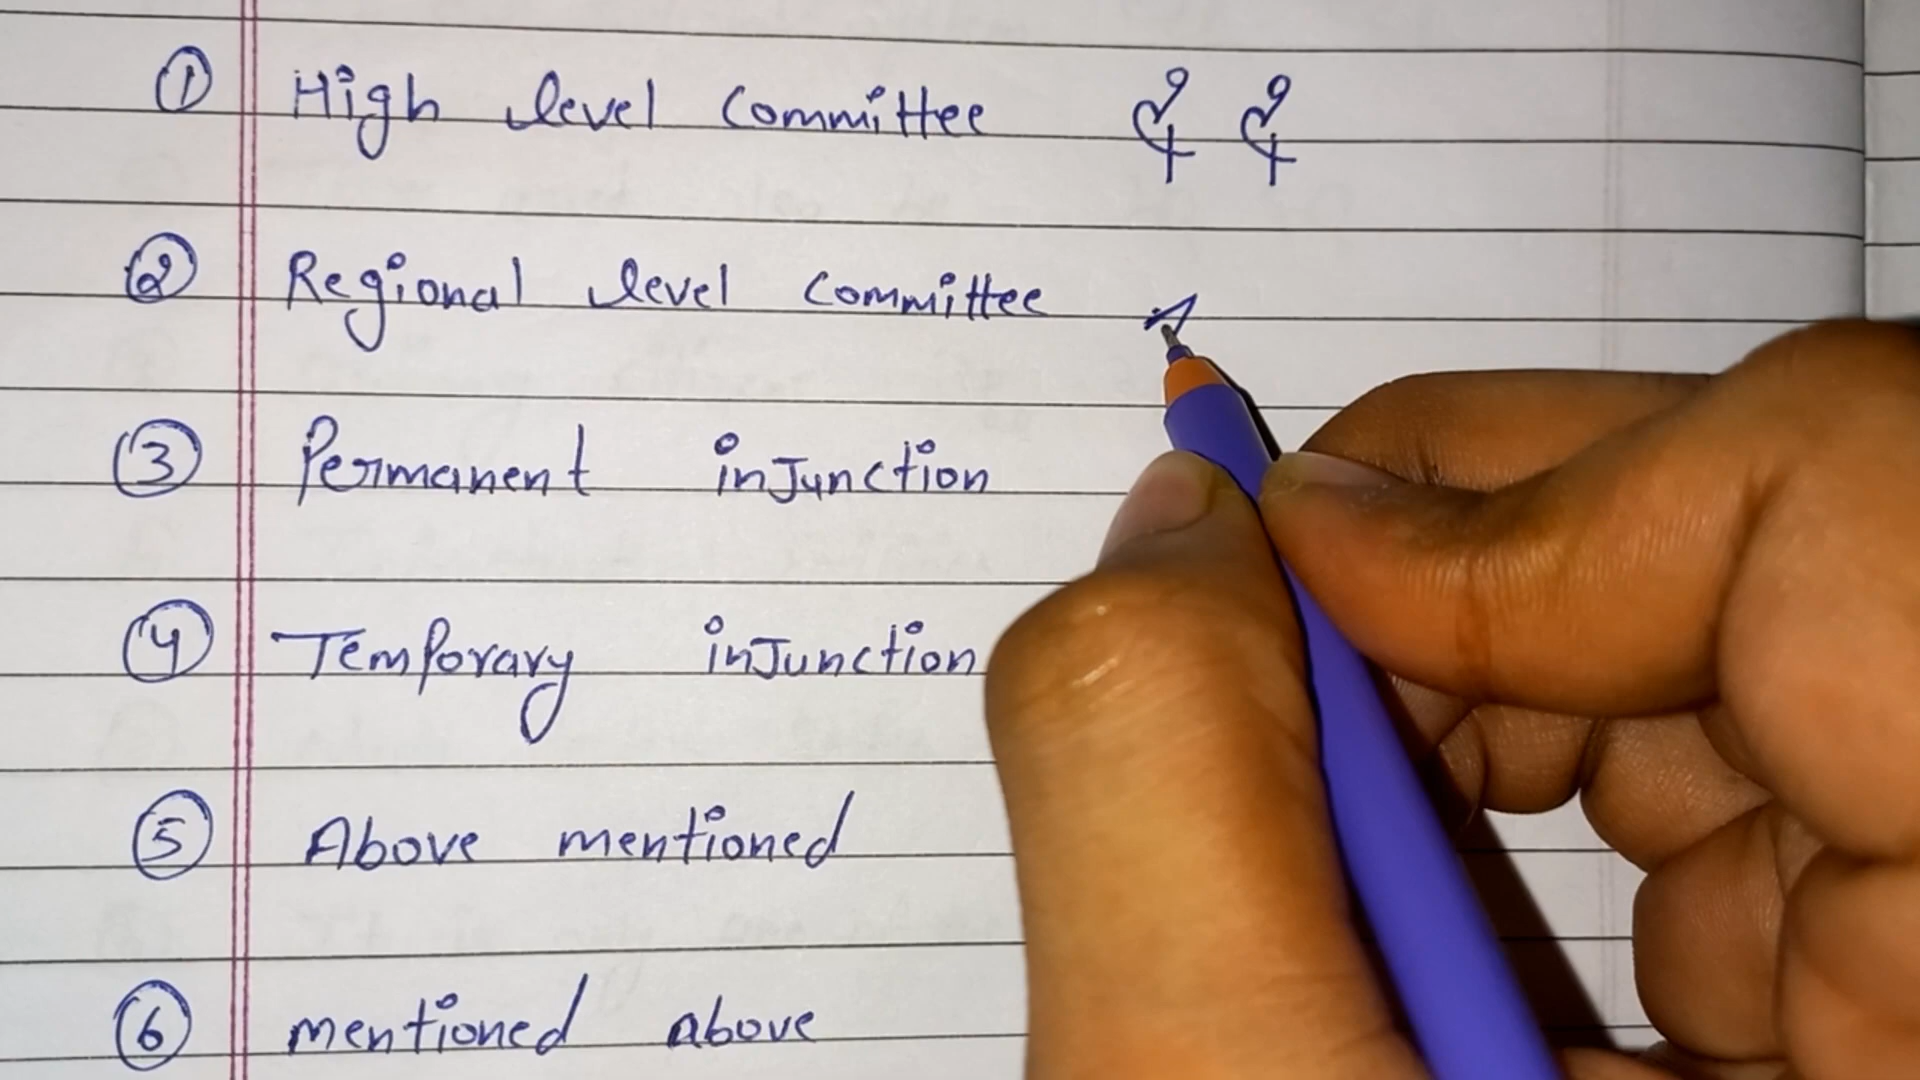 ① High level committee
② Regional level committee
③ Permanent injunction
④ Temporary injunction
⑤ Above mentioned
⑥ mentioned above